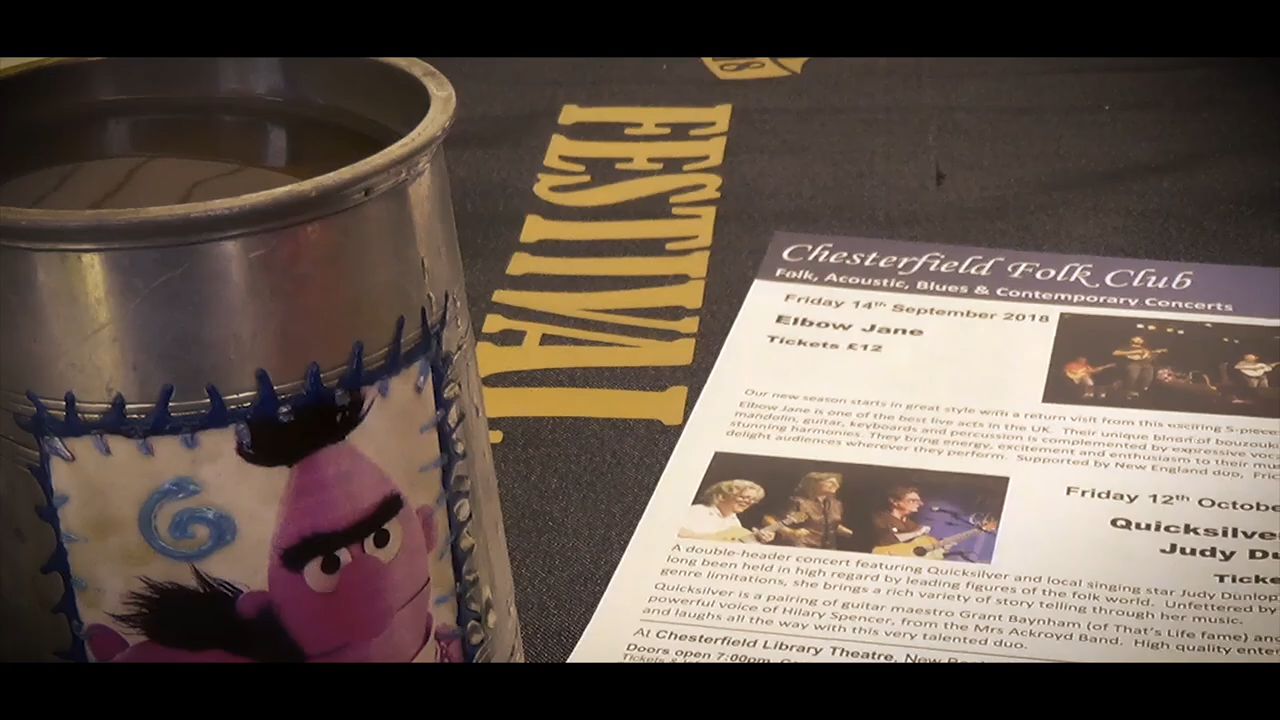 18
FESTIVAL
Chesterfield Folk Club
Folk, Acoustic, Blues & Contemporary Concerts
Friday 14th September 2018
Elbow Jane
Tickets £12
Our new season starts in great style with a return visit from this exciting 5-piece
Elbow Jane is one of the best live acts in the UK. Their unique blend of bouzouki
mandolin, guitar, keyboards and percussion is complemented by expressive voc
stunning harmonies. They bring energy, excitement and enthusiasm to their mu
delight audiences wherever they perform. Supported by New England duo, Fric
Friday 12th Octobe
Quicksilve
Judy Du
Ticke
A double-header concert featuring Quicksilver and local singing star Judy Dunlop
long been held in high regard by leading figures of the folk world. Unfettered by
genre limitations, she brings a rich variety of story telling through her music.
Quicksilver is a pairing of guitar maestro Grant Baynham (of That's Life fame) and
powerful voice of Hilary Spencer, from the Mrs Ackroyd Band. High quality enter
and laughs all the way with this very talented duo.
At Chesterfield Library Theatre, New
Doors open 7:00pm.
Tickets &